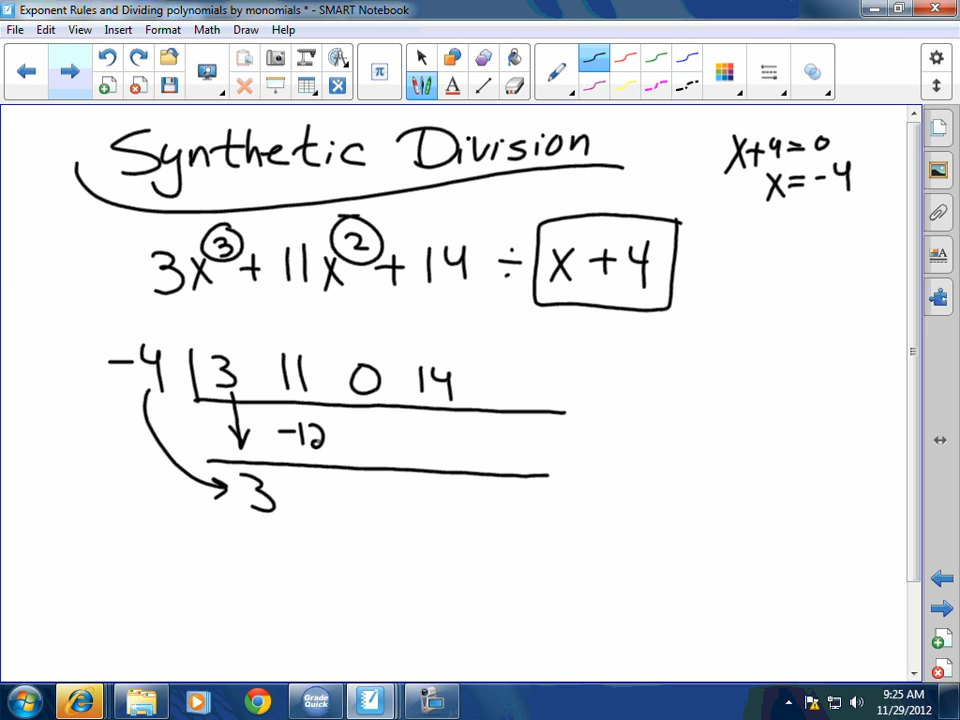 Exponent Rules and Dividing polynomials by monomials * - SMART Notebook
File Edit View Insert Format Math Draw Help
Synthetic Division
x+4=0
x=-4
3x³ + 11x² + 14 ÷ x + 4
-4 3 11 0 14
-12
3
Grade Quick
9:25 AM
11/29/2012